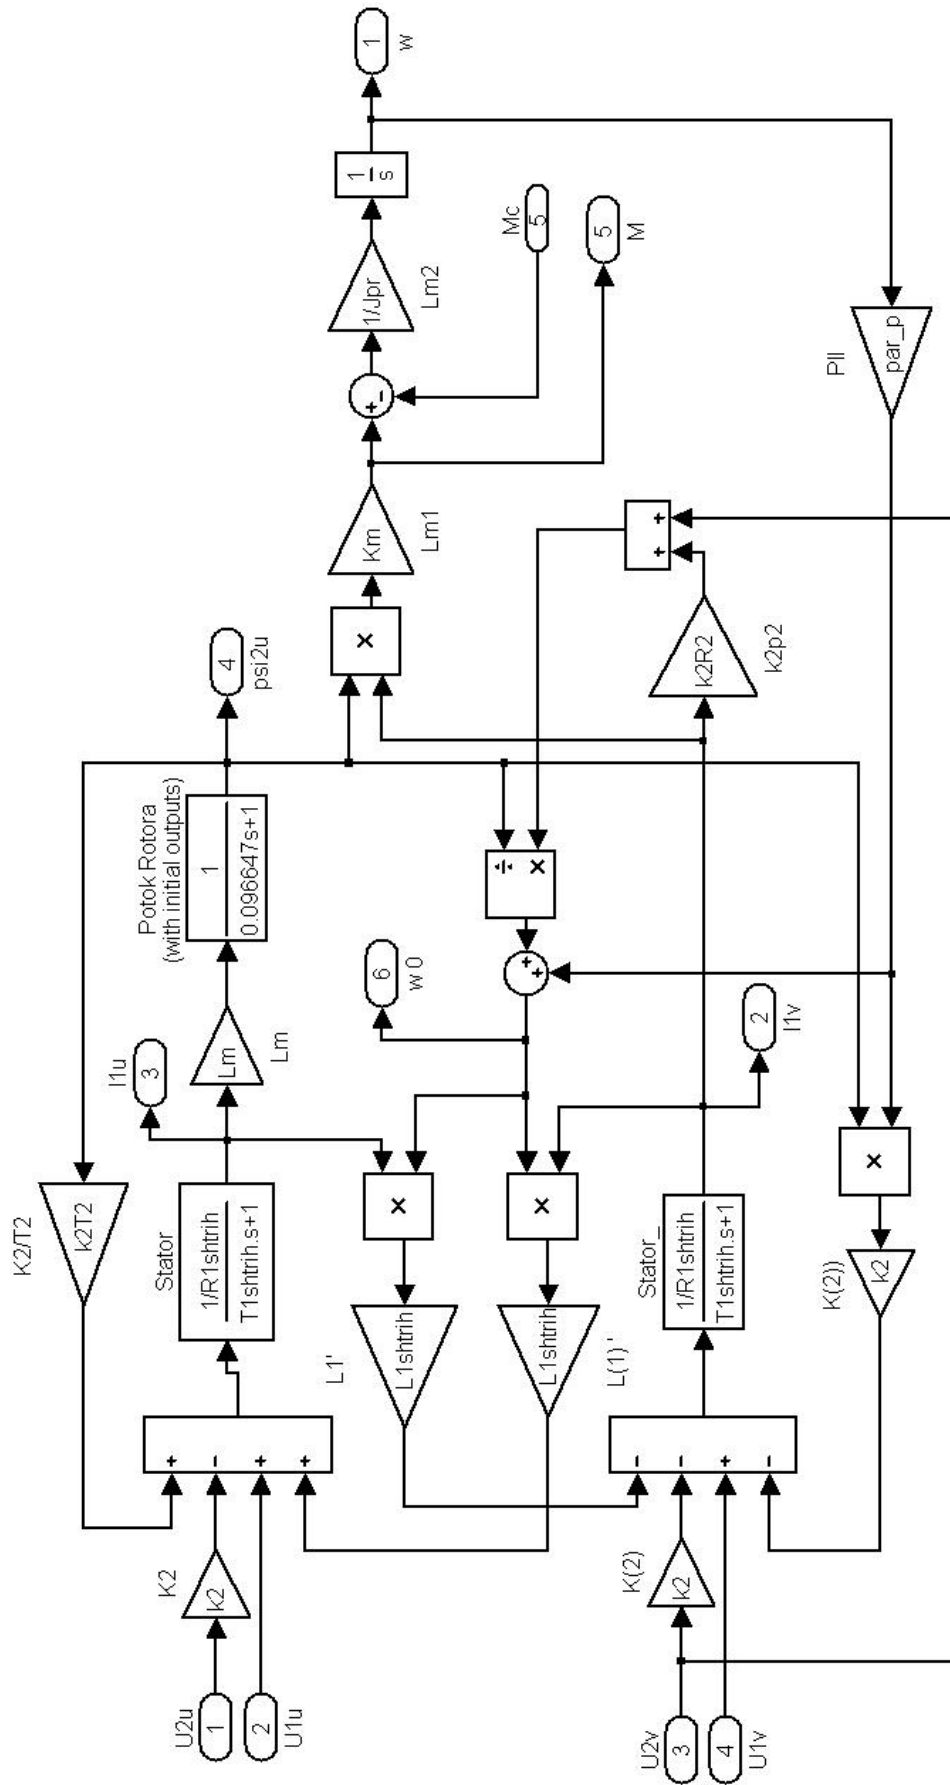 U2u
1
2
U1u
K2
k2
K2/T2
k2T2
Stator
1/R1shtrih
T1shtrih.s+1
I1u
3
Lm
Lm
Potok Rotora
(with initial outputs)
1
0.096647s+1
4
psi2u
L1'
L1shtrih
L1shtrih
L(1) '
6
w 0
Km
Lm1
1/Jpr
Lm2
1
s
1
w
Mc
5
5
M
U2v
3
4
U1v
K(2)
k2
Stator_
1/R1shtrih
T1shtrih.s+1
2
I1v
k2R2
k2p2
K(2))
k2
PII
par_p